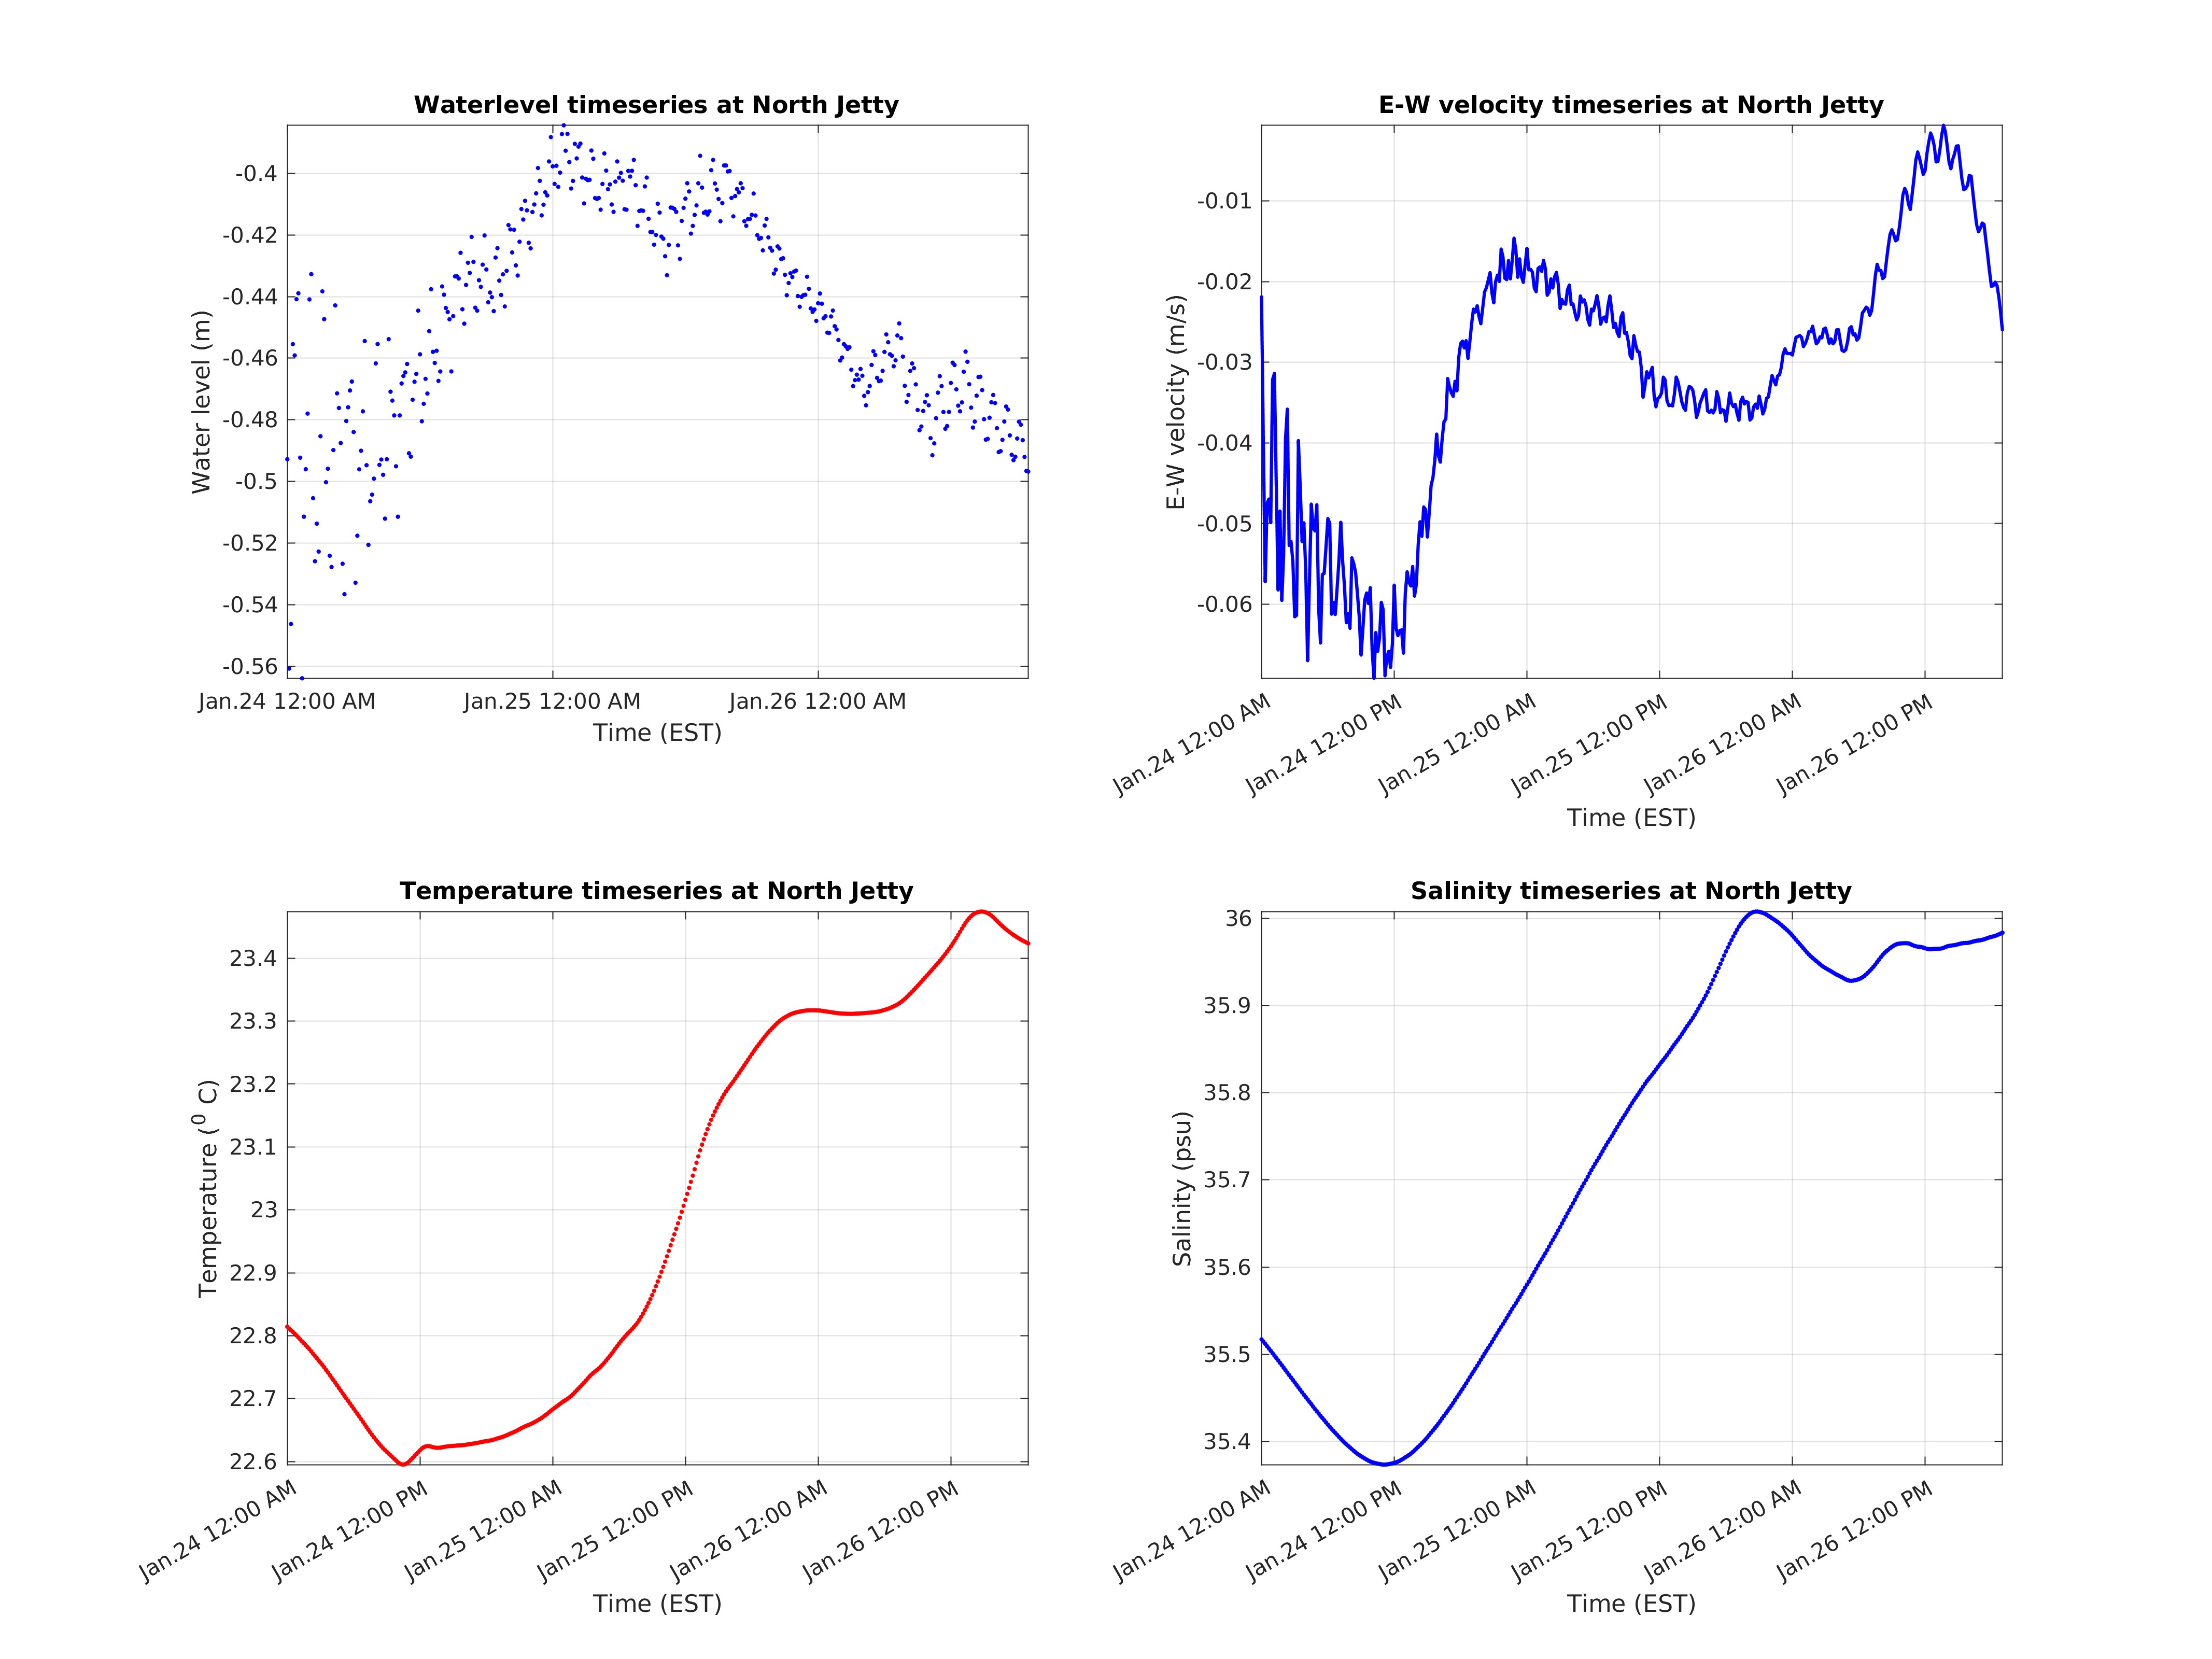 Waterlevel timeseries at North Jetty
-0.4
-0.42
-0.44
-0.46
-0.48
-0.5
-0.52
-0.54
-0.56
Water level (m)
Jan.24 12:00 AM Jan.25 12:00 AM Jan.26 12:00 AM
Time (EST)
E-W velocity timeseries at North Jetty
-0.01
-0.02
-0.03
-0.04
-0.05
-0.06
E-W velocity (m/s)
Jan.24 12:00 AM Jan.24 12:00 PM Jan.25 12:00 AM Jan.25 12:00 PM Jan.26 12:00 AM Jan.26 12:00 PM
Time (EST)
Temperature timeseries at North Jetty
23.4
23.3
23.2
23.1
23
22.9
22.8
22.7
22.6
Temperature (⁰ C)
Jan.24 12:00 AM Jan.24 12:00 PM Jan.25 12:00 AM Jan.25 12:00 PM Jan.26 12:00 AM Jan.26 12:00 PM
Time (EST)
Salinity timeseries at North Jetty
36
35.9
35.8
35.7
35.6
35.5
35.4
Salinity (psu)
Jan.24 12:00 AM Jan.24 12:00 PM Jan.25 12:00 AM Jan.25 12:00 PM Jan.26 12:00 AM Jan.26 12:00 PM
Time (EST)